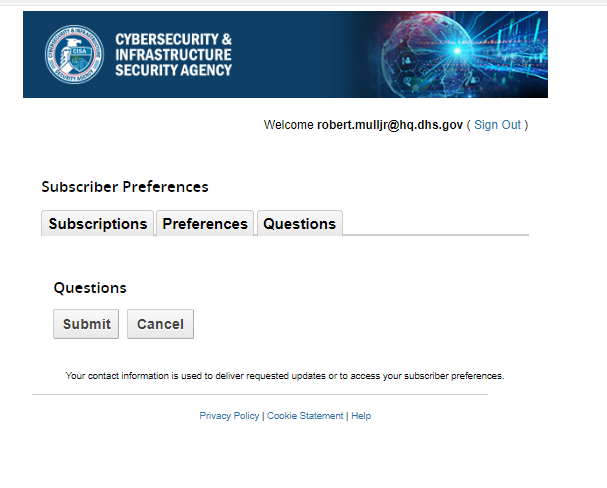 CYBERSECURITY &
INFRASTRUCTURE
SECURITY AGENCY
CISA
Welcome robert.mulljr@hq.dhs.gov ( Sign Out )
Subscriber Preferences
Subscriptions Preferences Questions
Questions
Submit Cancel
Your contact information is used to deliver requested updates or to access your subscriber preferences.
Privacy Policy | Cookie Statement | Help